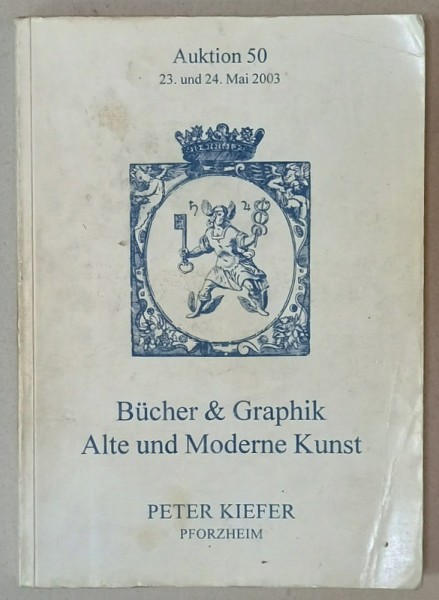 Auktion 50
23. und 24. Mai 2003
♄ ♃
Bücher & Graphik
Alte und Moderne Kunst
PETER KIEFER
PFORZHEIM